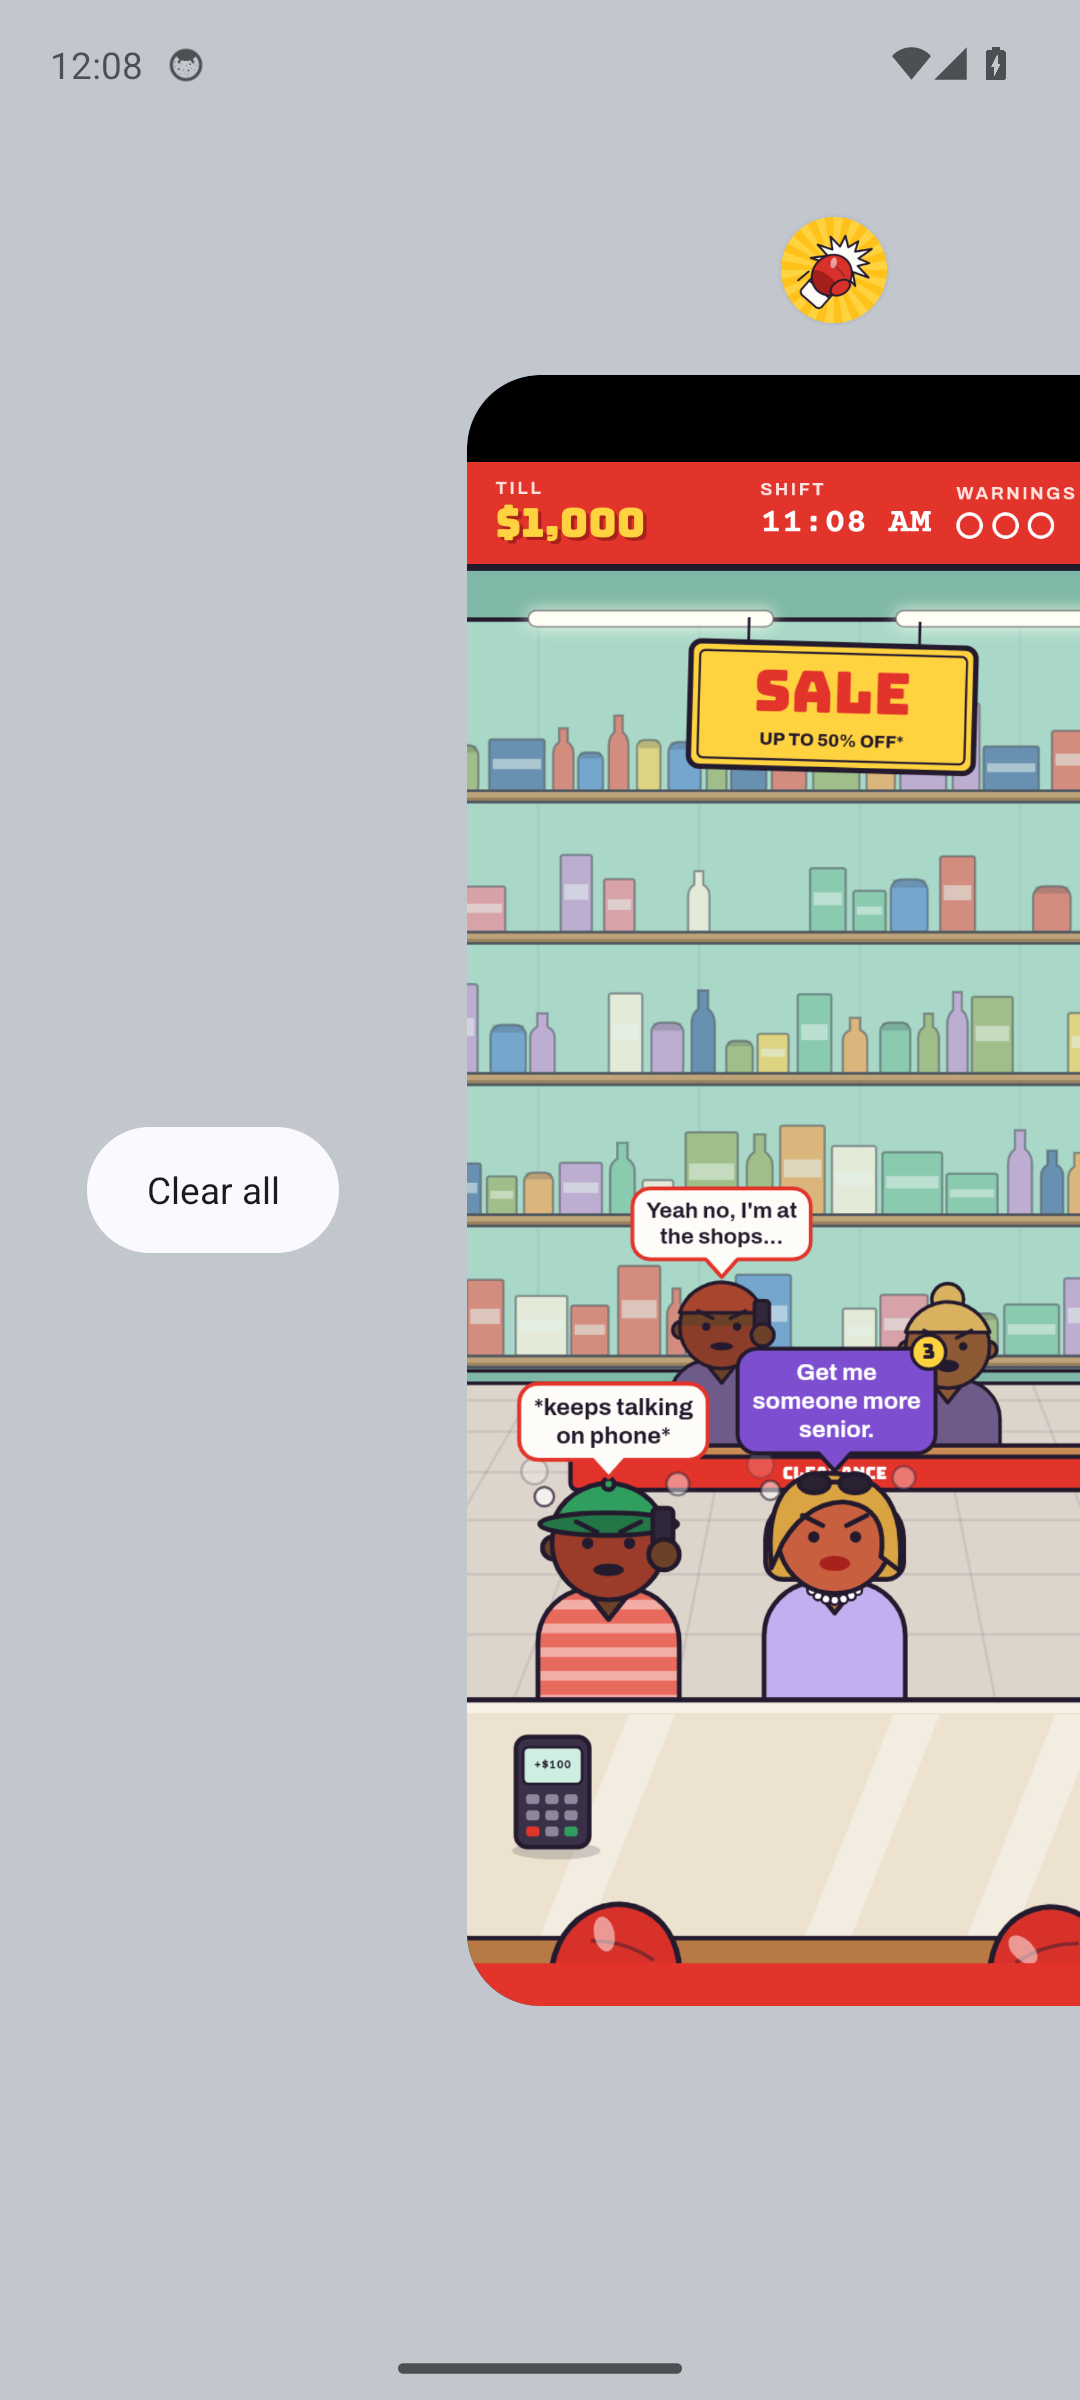 12:08
TILL
$1,000
SHIFT
11:08 AM
WARNINGS
SALE
UP TO 50% OFF*
Clear all
Yeah no, I'm at
the shops...
3
Get me
someone more
senior.
*keeps talking
on phone*
CLEARANCE
+$100